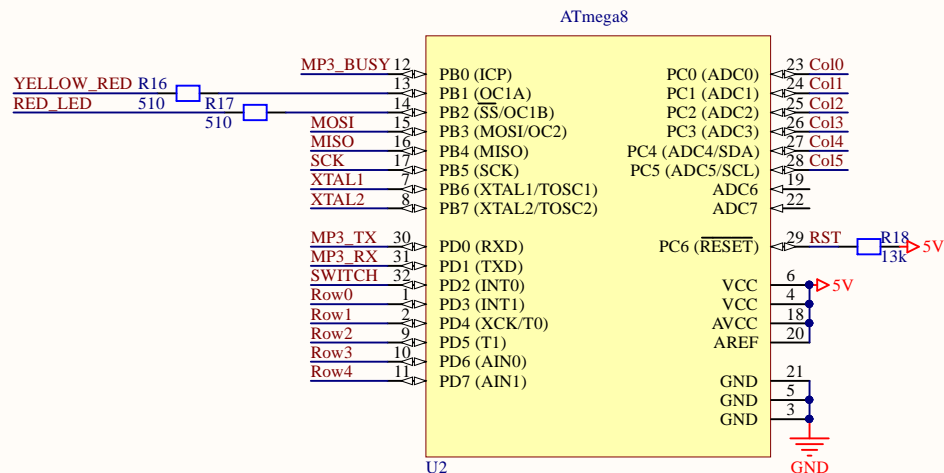 ATmega8
MP3_BUSY 12 PB0 (ICP) PC0 (ADC0) 23 Col0
YELLOW_RED R16 510 13 PB1 (OC1A) PC1 (ADC1) 24 Col1
RED_LED R17 510 14 PB2 (SS/OC1B) PC2 (ADC2) 25 Col2
MOSI 15 PB3 (MOSI/OC2) PC3 (ADC3) 26 Col3
MISO 16 PB4 (MISO) PC4 (ADC4/SDA) 27 Col4
SCK 17 PB5 (SCK) PC5 (ADC5/SCL) 28 Col5
XTAL1 7 PB6 (XTAL1/TOSC1) ADC6 19
XTAL2 8 PB7 (XTAL2/TOSC2) ADC7 22
MP3_TX 30 PD0 (RXD) PC6 (RESET) 29 RST R18 13k 5V
MP3_RX 31 PD1 (TXD)
SWITCH 32 PD2 (INT0) VCC 6 5V
Row0 1 PD3 (INT1) VCC 4
Row1 2 PD4 (XCK/T0) AVCC 18
Row2 9 PD5 (T1) AREF 20
Row3 10 PD6 (AIN0)
Row4 11 PD7 (AIN1) GND 21
GND 5
GND 3
U2 GND